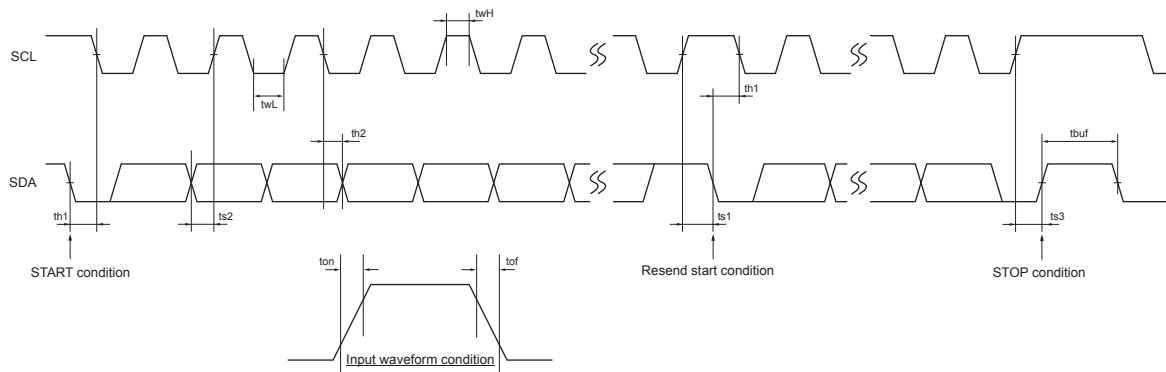 twH
SCL
twL
th1
th2
tbuf
SDA
th1
ts2
ts1
ts3
START condition
Resend start condition
STOP condition
ton
tof
Input waveform condition